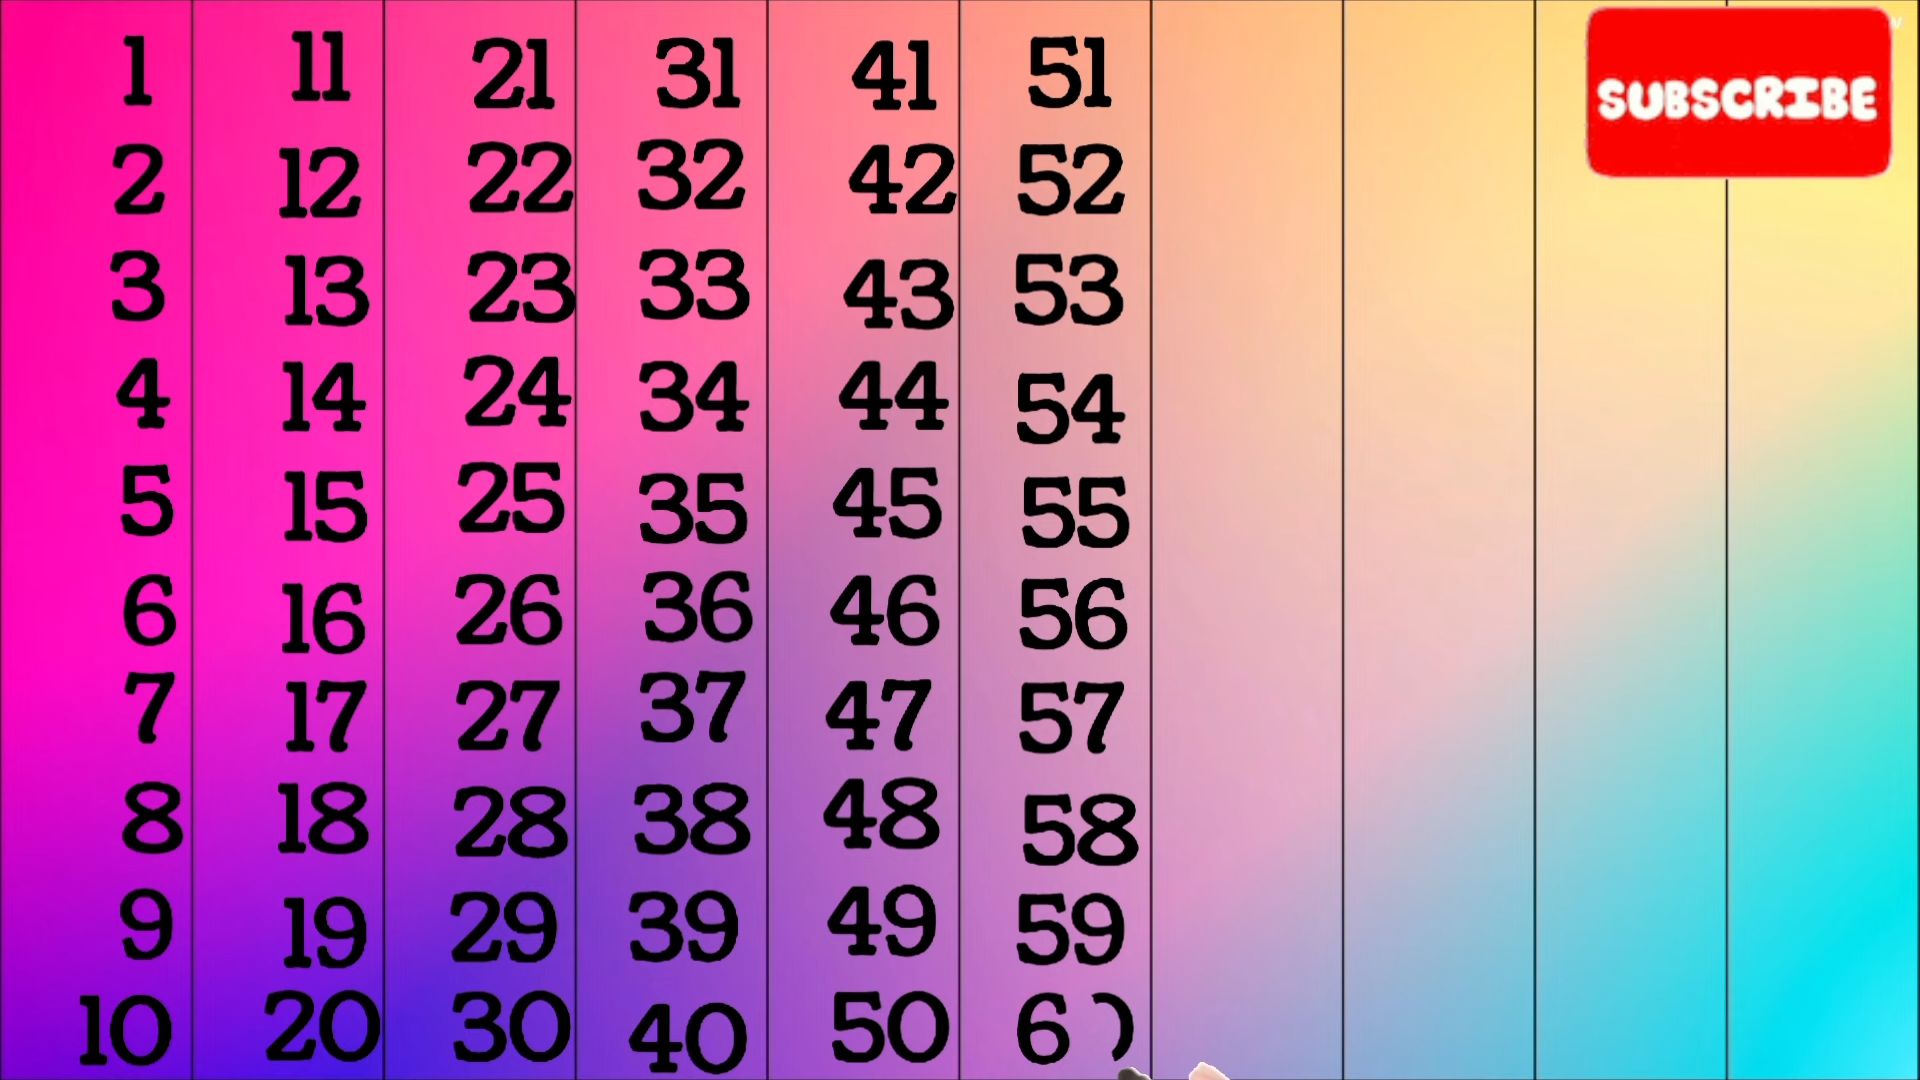 1 11 21 31 41 51
SUBSCRIBE
2 12 22 32 42 52
3 13 23 33 43 53
4 14 24 34 44 54
5 15 25 35 45 55
6 16 26 36 46 56
7 17 27 37 47 57
8 18 28 38 48 58
9 19 29 39 49 59
10 20 30 40 50 6